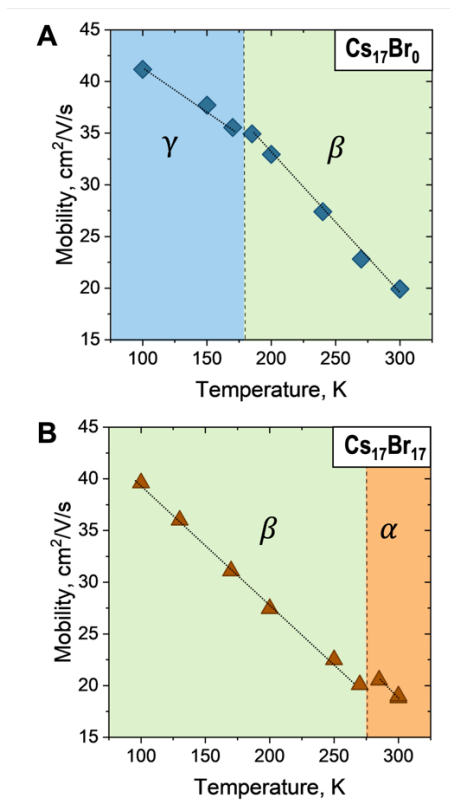 A
Cs17Br0
45
40
35
30
25
20
15
γ
β
Mobility, cm²/V/s
100
150
200
250
300
Temperature, K
B
Cs17Br17
45
40
35
30
25
20
15
β
α
Mobility, cm²/V/s
100
150
200
250
300
Temperature, K